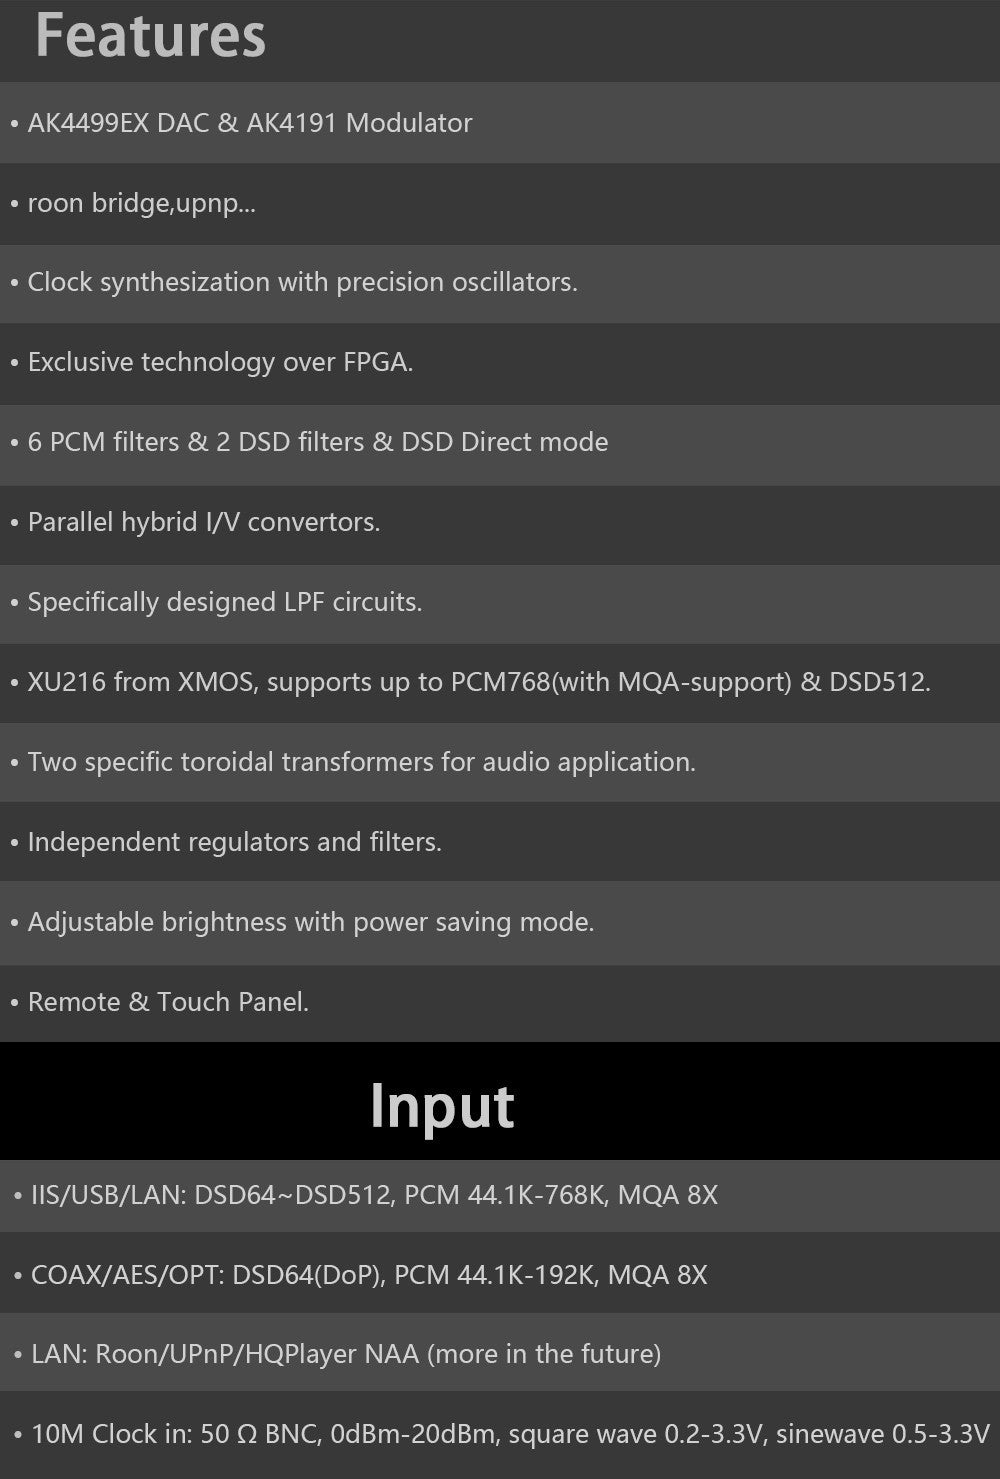 Features
• AK4499EX DAC & AK4191 Modulator
• roon bridge,upnp...
• Clock synthesization with precision oscillators.
• Exclusive technology over FPGA.
• 6 PCM filters & 2 DSD filters & DSD Direct mode
• Parallel hybrid I/V convertors.
• Specifically designed LPF circuits.
• XU216 from XMOS, supports up to PCM768(with MQA-support) & DSD512.
• Two specific toroidal transformers for audio application.
• Independent regulators and filters.
• Adjustable brightness with power saving mode.
• Remote & Touch Panel.
Input
• IIS/USB/LAN: DSD64~DSD512, PCM 44.1K-768K, MQA 8X
• COAX/AES/OPT: DSD64(DoP), PCM 44.1K-192K, MQA 8X
• LAN: Roon/UPnP/HQPlayer NAA (more in the future)
• 10M Clock in: 50 Ω BNC, 0dBm-20dBm, square wave 0.2-3.3V, sinewave 0.5-3.3V